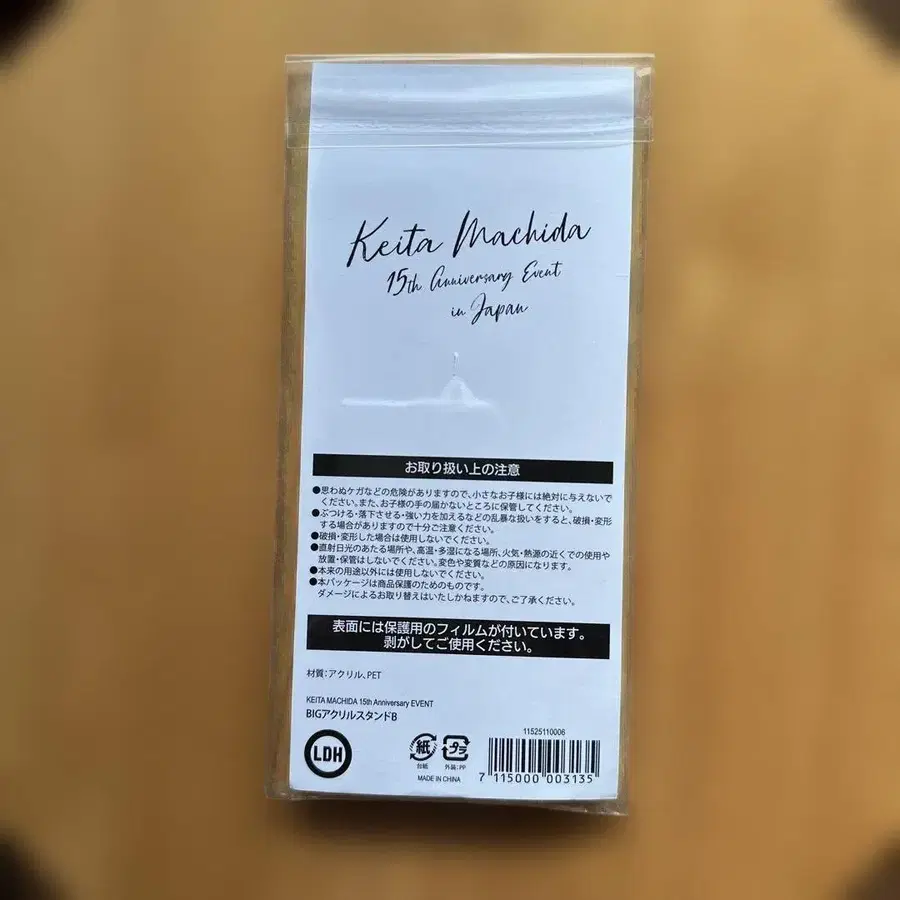 Keita Machida
15th Anniversary Event
in Japan
お取り扱い上の注意
●思わぬケガなどの危険がありますので、小さなお子様には絶対に与えないで
ください。また、お子様の手の届かないところに保管してください。
●ぶつける・落下させる・強い力を加えるなどの乱暴な扱いをすると、破損・変形
する場合がありますので十分ご注意ください。
●破損・変形した場合は使用しないでください。
●直射日光のあたる場所や、高温・多湿になる場所、火気・熱源の近くでの使用や
放置・保管はしないでください。変色や変質などの原因になります。
●本来の用途以外には使用しないでください。
●本パッケージは商品保護のためのものです。
ダメージによるお取り替えはいたしかねますので、ご了承ください。
表面には保護用のフィルムが付いています。
剥がしてご使用ください。
材質:アクリル、PET
KEITA MACHIDA 15th Anniversary EVENT
BIGアクリルスタンドB
LDH
紙
台紙
プラ
外装:PP
MADE IN CHINA
11525110006
7 115000 003135